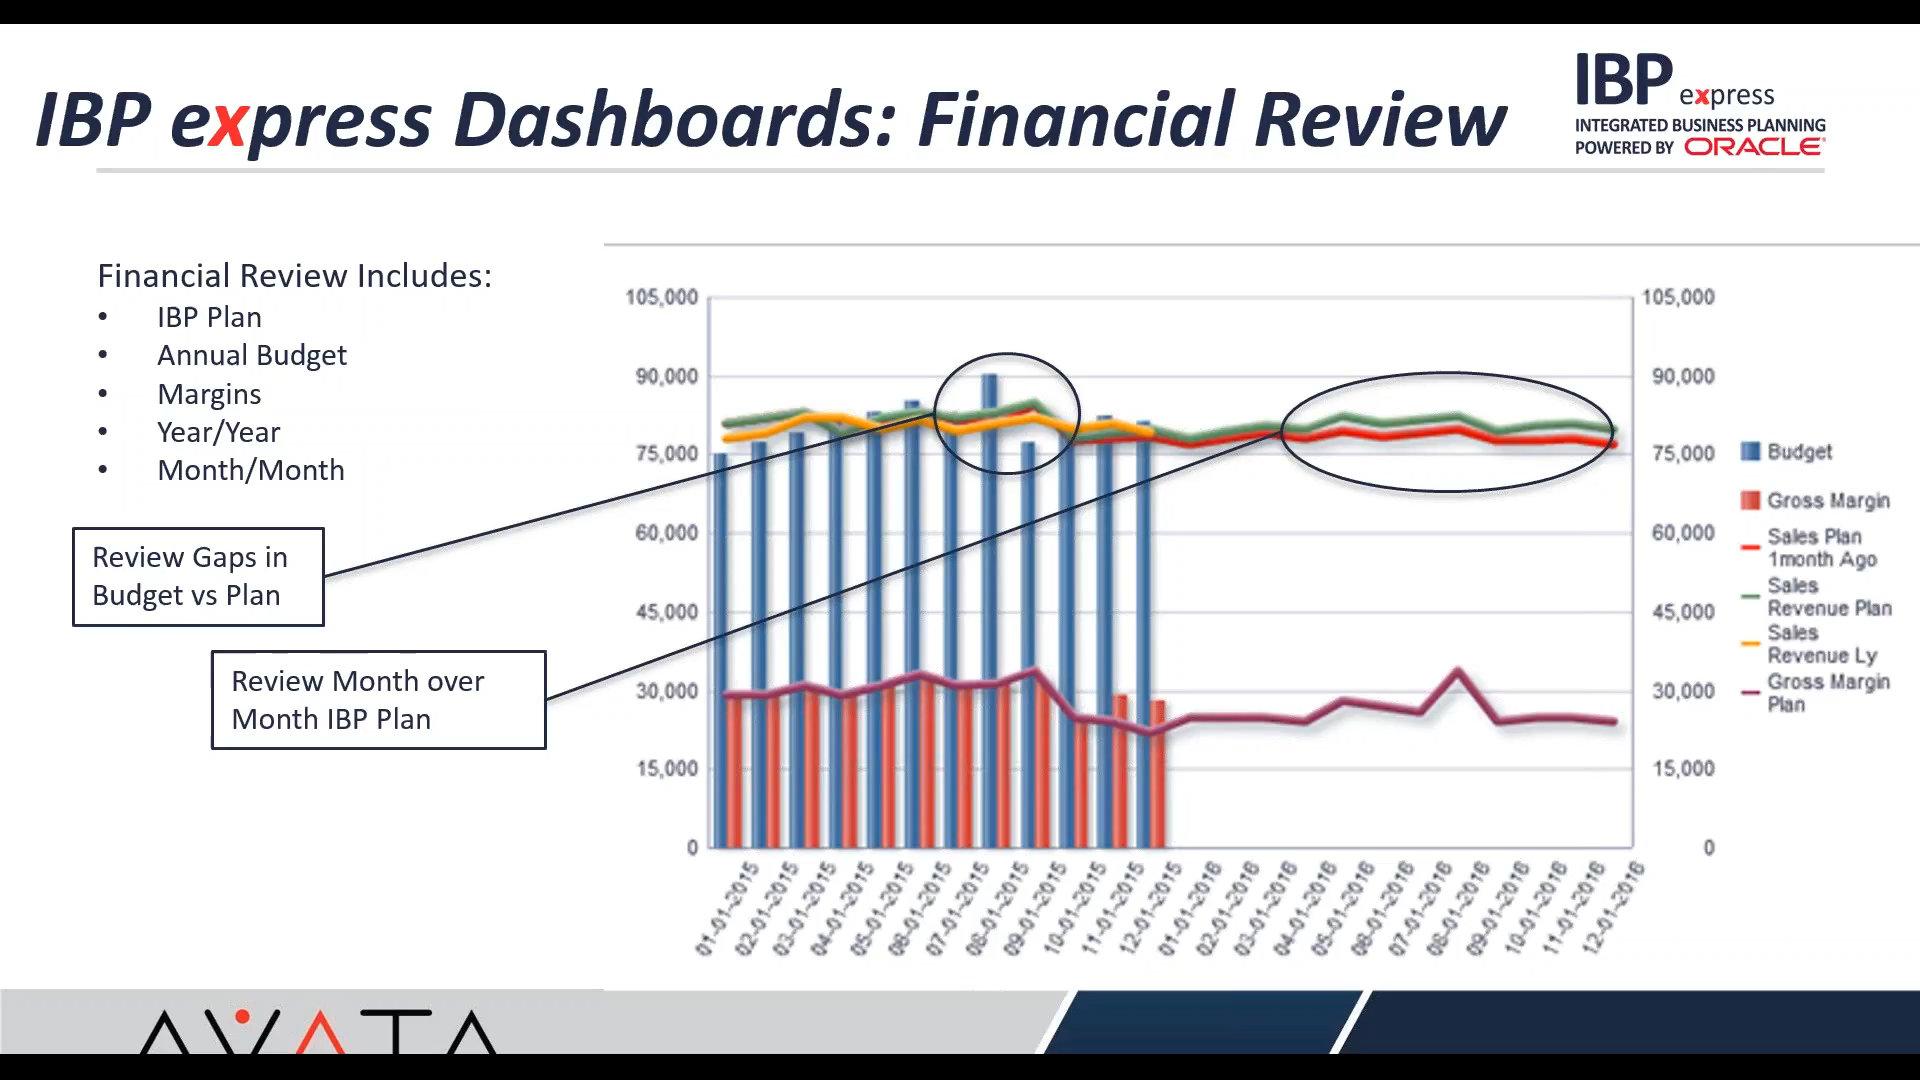 IBP express Dashboards: Financial Review
IBP express
INTEGRATED BUSINESS PLANNING
POWERED BY ORACLE
Financial Review Includes:
• IBP Plan
• Annual Budget
• Margins
• Year/Year
• Month/Month
Review Gaps in
Budget vs Plan
Review Month over
Month IBP Plan
105,000
90,000
75,000
60,000
45,000
30,000
15,000
0
105,000
90,000
75,000
60,000
45,000
30,000
15,000
0
01-01-2015
02-01-2015
03-01-2015
04-01-2015
05-01-2015
06-01-2015
07-01-2015
08-01-2015
09-01-2015
10-01-2015
11-01-2015
12-01-2015
01-01-2016
02-01-2016
03-01-2016
04-01-2016
05-01-2016
06-01-2016
07-01-2016
08-01-2016
09-01-2016
10-01-2016
11-01-2016
12-01-2016
Budget
Gross Margin
Sales Plan
1month Ago
Sales
Revenue Plan
Sales
Revenue Ly
Gross Margin
Plan
AVATA